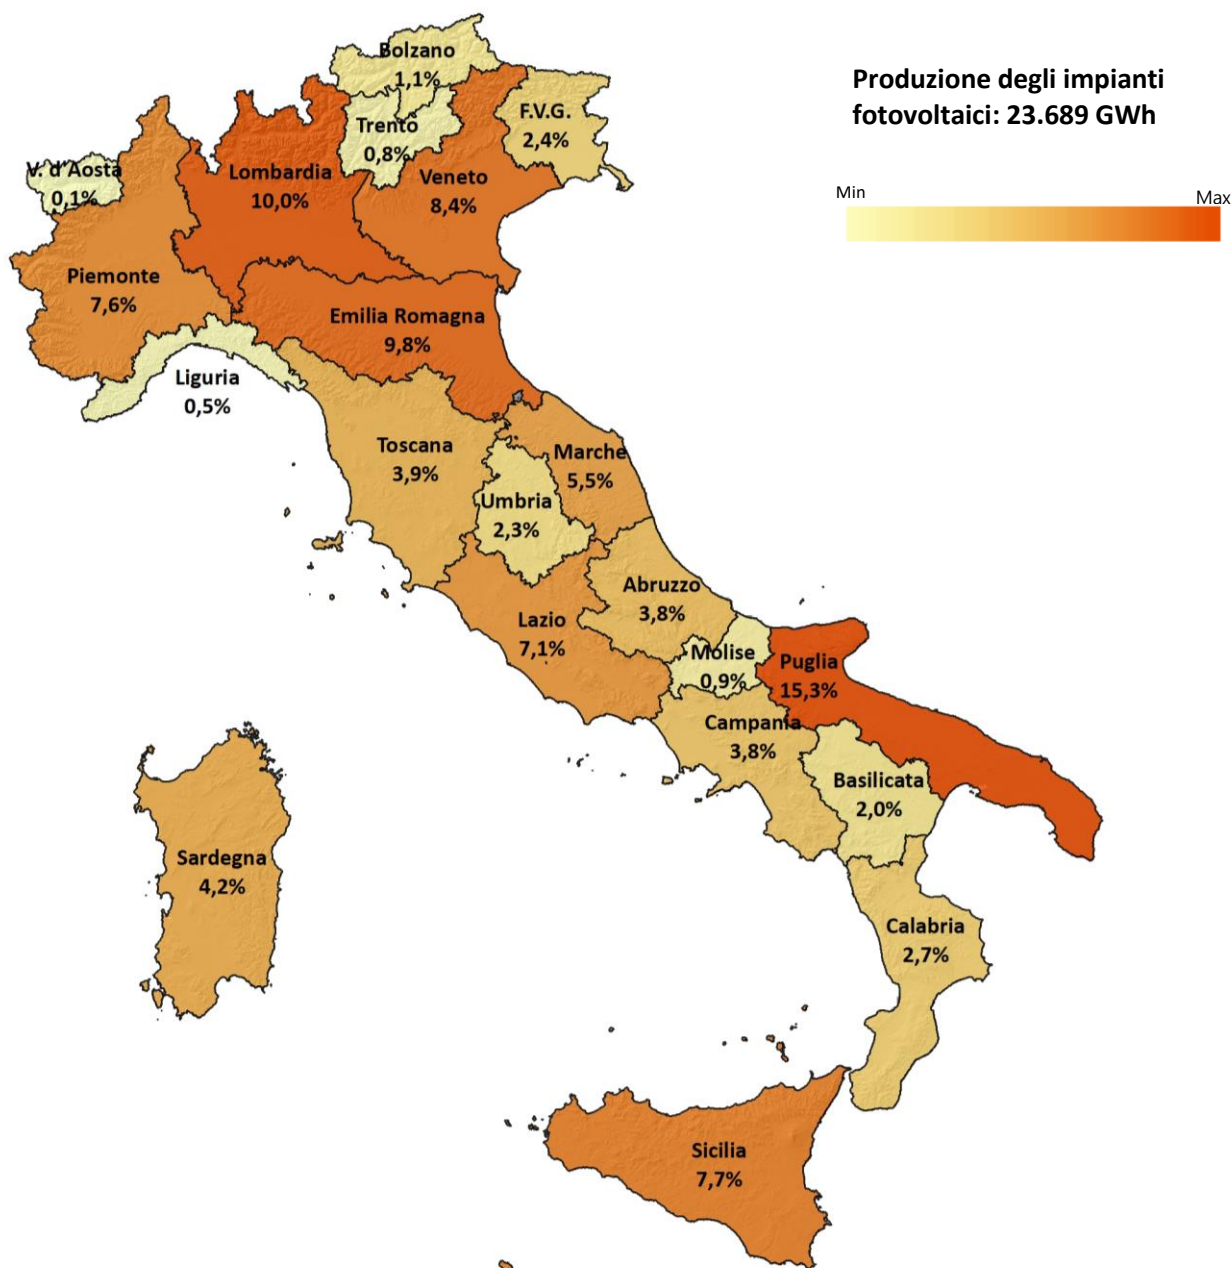 Produzione degli impianti
fotovoltaici: 23.689 GWh
Min
Max
Bolzano
1,1%
Trento
0,8%
F.V.G.
2,4%
V. d'Aosta
0,1%
Lombardia
10,0%
Veneto
8,4%
Piemonte
7,6%
Emilia Romagna
9,8%
Liguria
0,5%
Toscana
3,9%
Marche
5,5%
Umbria
2,3%
Abruzzo
3,8%
Lazio
7,1%
Molise
0,9%
Puglia
15,3%
Campania
3,8%
Basilicata
2,0%
Sardegna
4,2%
Calabria
2,7%
Sicilia
7,7%